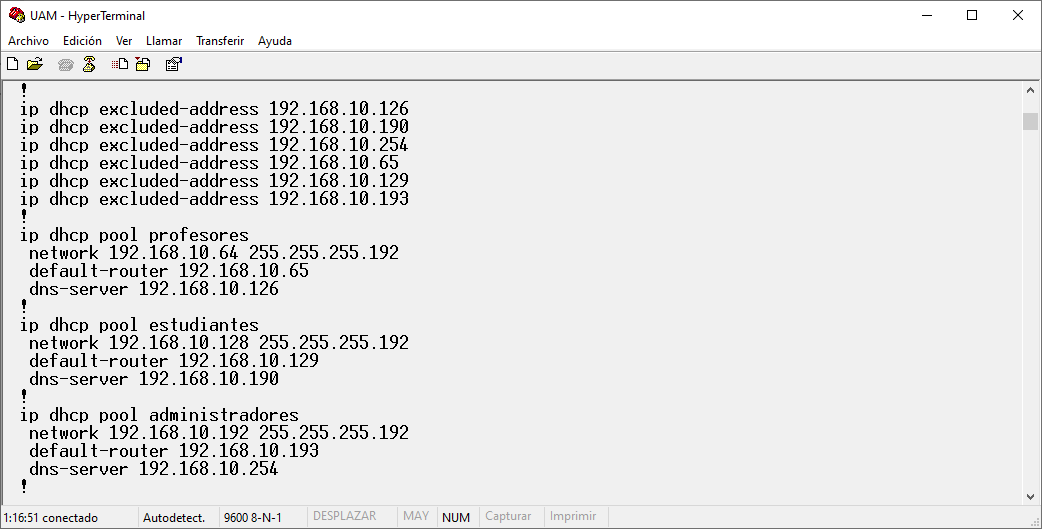 UAM - HyperTerminal
Archivo Edición Ver Llamar Transferir Ayuda
!
ip dhcp excluded-address 192.168.10.126
ip dhcp excluded-address 192.168.10.190
ip dhcp excluded-address 192.168.10.254
ip dhcp excluded-address 192.168.10.65
ip dhcp excluded-address 192.168.10.129
ip dhcp excluded-address 192.168.10.193
!
ip dhcp pool profesores
network 192.168.10.64 255.255.255.192
default-router 192.168.10.65
dns-server 192.168.10.126
!
ip dhcp pool estudiantes
network 192.168.10.128 255.255.255.192
default-router 192.168.10.129
dns-server 192.168.10.190
!
ip dhcp pool administradores
network 192.168.10.192 255.255.255.192
default-router 192.168.10.193
dns-server 192.168.10.254
!
1:16:51 conectado Autodetect. 9600 8-N-1 DESPLAZAR MAY NUM Capturar Imprimir